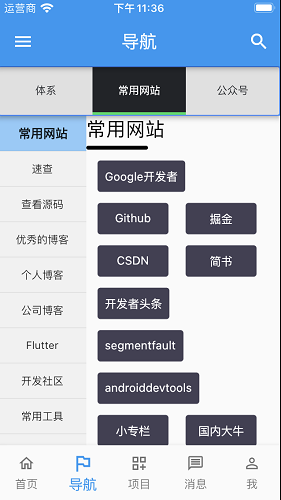 运营商 下午11:36
导航
体系 常用网站 公众号
常用网站
速查
查看源码
优秀的博客
个人博客
公司博客
Flutter
开发社区
常用工具
常用网站
Google开发者
Github 掘金
CSDN 简书
开发者头条
segmentfault
androiddevtools
小专栏 国内大牛
首页 导航 项目 消息 我